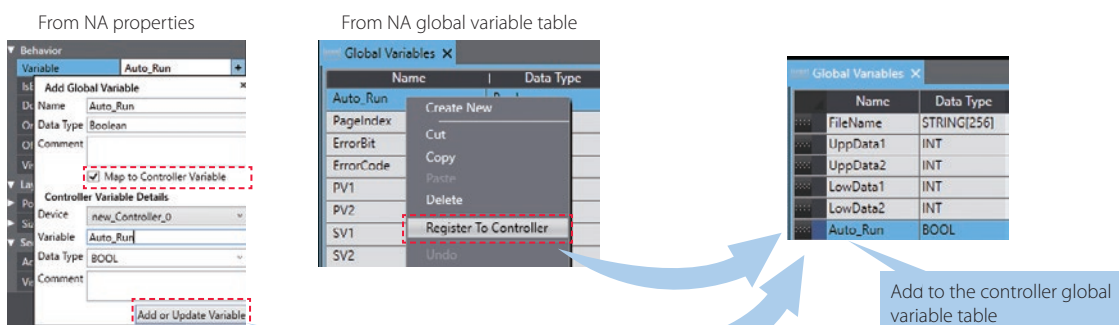 From NA properties
Behavior
Variable Auto_Run +
Add Global Variable ×
Name Auto_Run
Data Type Boolean
Comment
Map to Controller Variable
Controller Variable Details
Device new_Controller_0
Variable Auto_Run
Data Type BOOL
Comment
Add or Update Variable
From NA global variable table
Global Variables X
Name Data Type
Auto_Run
PageIndex
ErrorBit
ErrorCode
PV1
PV2
SV1
SV2
Create New
Cut
Copy
Paste
Delete
Register To Controller
Undo
Global Variables X
Name Data Type
FileName STRING[256]
UppData1 INT
UppData2 INT
LowData1 INT
LowData2 INT
Auto_Run BOOL
Add to the controller global
variable table